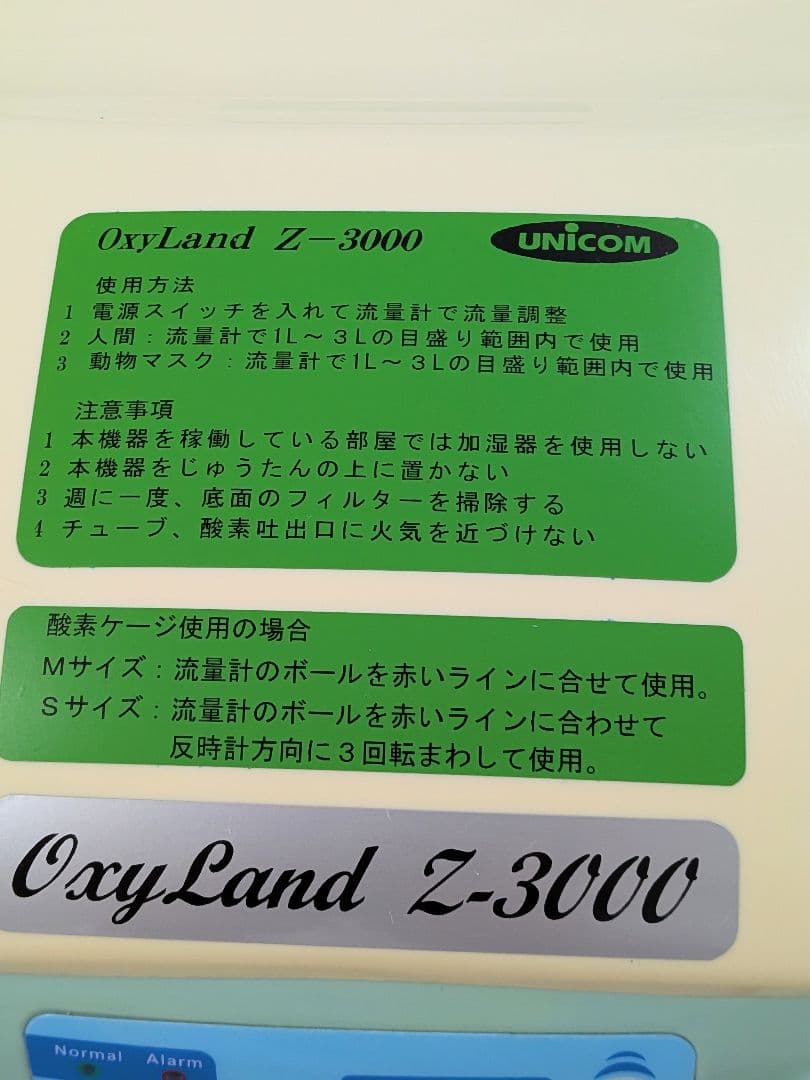 OxyLand Z-3000
UNiCOM
使用方法
1 電源スイッチを入れて流量計で流量調整
2 人間：流量計で1L～3Lの目盛り範囲内で使用
3 動物マスク：流量計で1L～3Lの目盛り範囲内で使用
注意事項
1 本機器を稼働している部屋では加湿器を使用しない
2 本機器をじゅうたんの上に置かない
3 週に一度、底面のフィルターを掃除する
4 チューブ、酸素吐出口に火気を近づけない
酸素ケージ使用の場合
Mサイズ：流量計のボールを赤いラインに合せて使用。
Sサイズ：流量計のボールを赤いラインに合わせて
反時計方向に3回転まわして使用。
OxyLand Z-3000
Normal Alarm